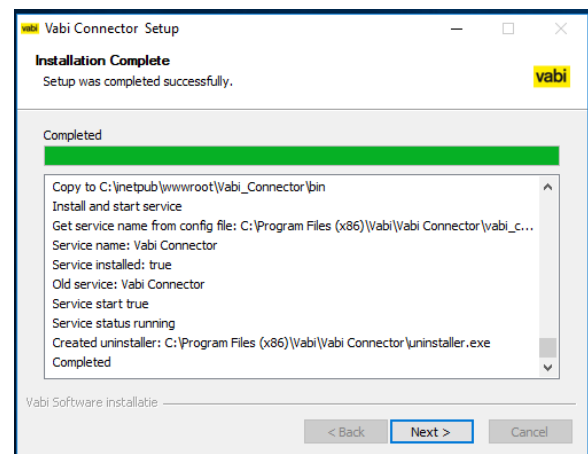 vabi Vabi Connector Setup
Installation Complete
Setup was completed successfully.
vabi
Completed
Copy to C:\inetpub\wwwroot\Vabi_Connector\bin
Install and start service
Get service name from config file: C:\Program Files (x86)\Vabi\Vabi Connector\vabi_c...
Service name: Vabi Connector
Service installed: true
Old service: Vabi Connector
Service start true
Service status running
Created uninstaller: C:\Program Files (x86)\Vabi\Vabi Connector\uninstaller.exe
Completed
Vabi Software installatie
< Back Next > Cancel